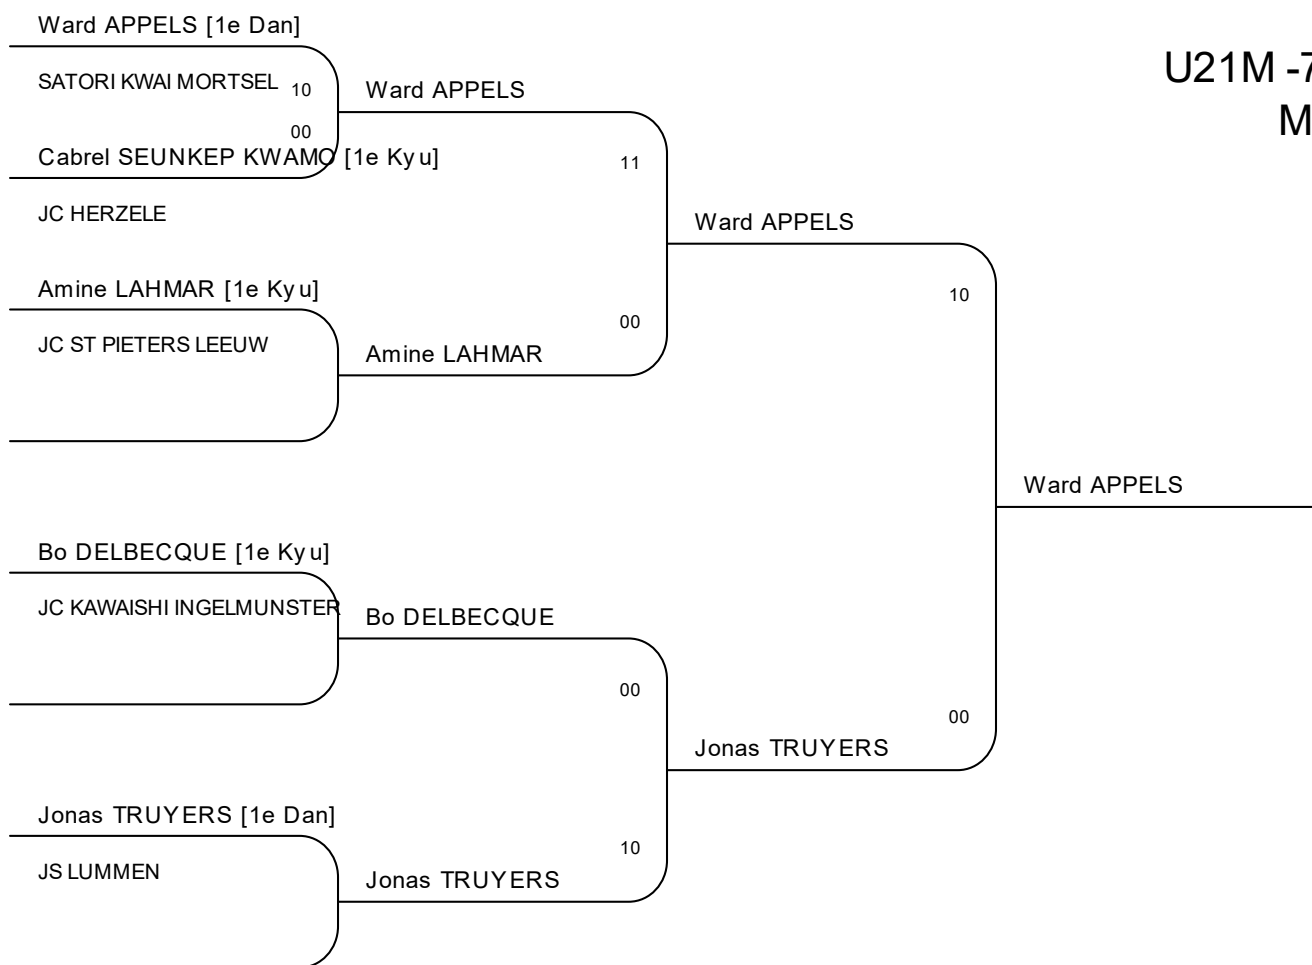 Ward APPELS [1e Dan]
SATORI KWAI MORTSEL
10
Ward APPELS
00
Cabrel SEUNKEP KWAMO [1e Kyu]
11
JC HERZELE
Ward APPELS
Amine LAHMAR [1e Kyu]
10
00
JC ST PIETERS LEEUW
Amine LAHMAR
Ward APPELS
Bo DELBECQUE [1e Kyu]
JC KAWAISHI INGELMUNSTER
Bo DELBECQUE
00
00
Jonas TRUYERS
Jonas TRUYERS [1e Dan]
10
JS LUMMEN
Jonas TRUYERS
U21M -7
M